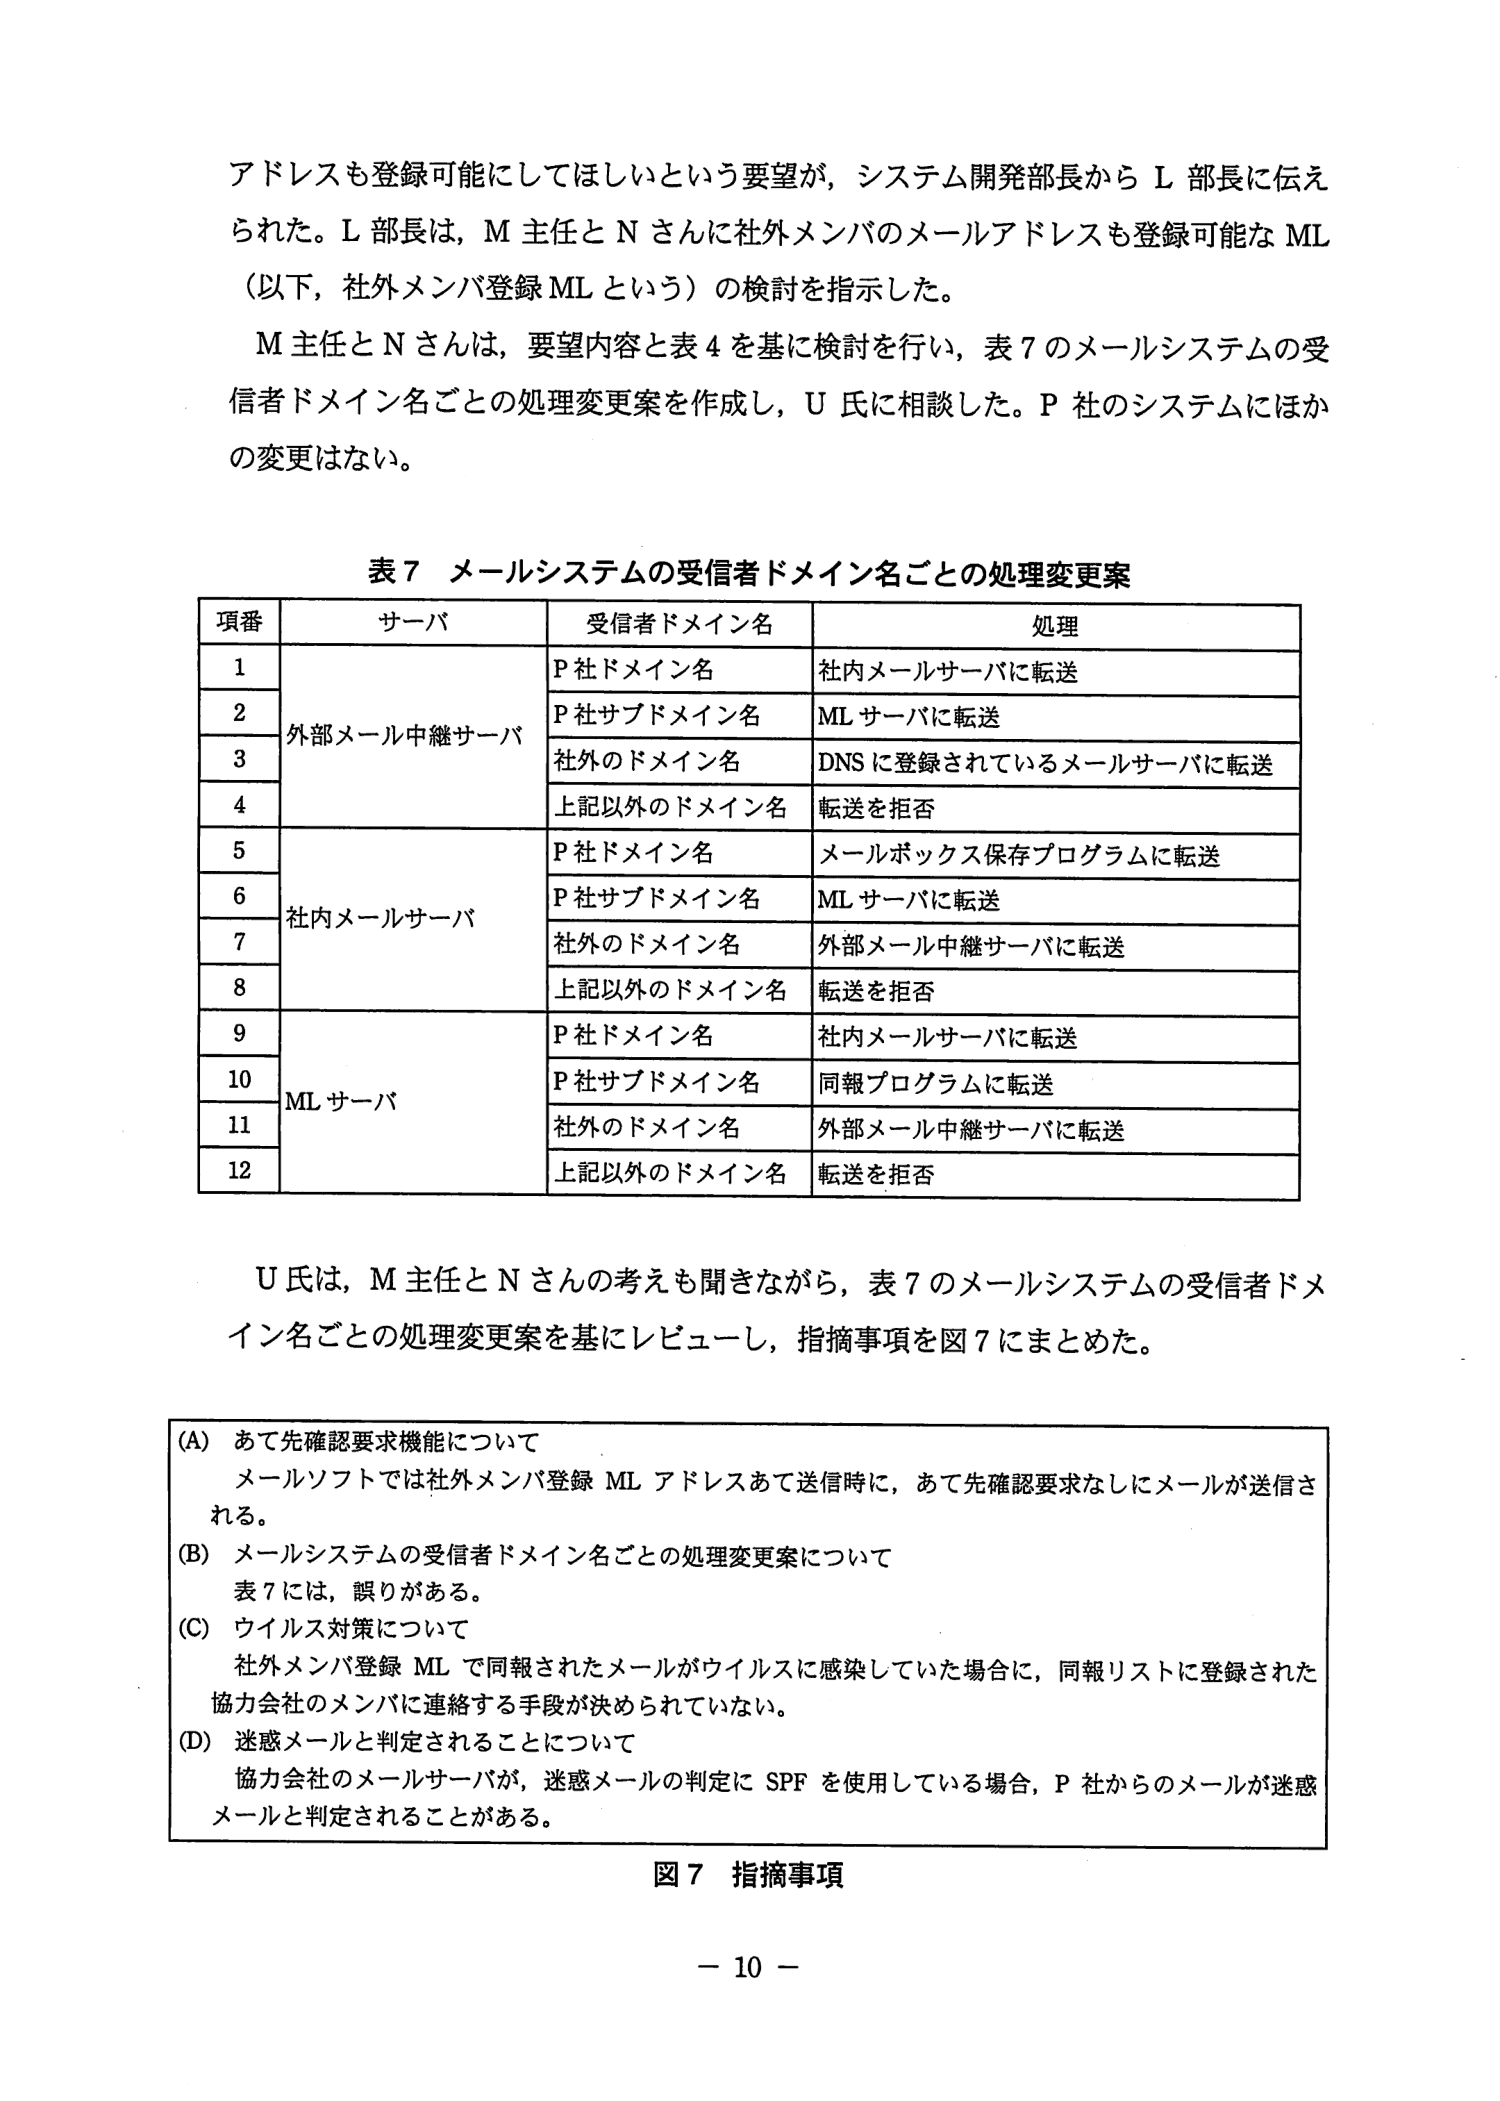 アドレスも登録可能にしてほしいという要望が，システム開発部長から L 部長に伝え
られた。L 部長は，M 主任と N さんに社外メンバのメールアドレスも登録可能な ML
（以下，社外メンバ登録 ML という）の検討を指示した。
M 主任と N さんは，要望内容と表 4 を基に検討を行い，表 7 のメールシステムの受
信者ドメイン名ごとの処理変更案を作成し，U 氏に相談した。P 社のシステムにほか
の変更はない。
表７　メールシステムの受信者ドメイン名ごとの処理変更案
項番 サーバ 受信者ドメイン名 処理
1 外部メール中継サーバ P 社ドメイン名 社内メールサーバに転送
2 P 社サブドメイン名 ML サーバに転送
3 社外のドメイン名 DNS に登録されているメールサーバに転送
4 上記以外のドメイン名 転送を拒否
5 社内メールサーバ P 社ドメイン名 メールボックス保存プログラムに転送
6 P 社サブドメイン名 ML サーバに転送
7 社外のドメイン名 外部メール中継サーバに転送
8 上記以外のドメイン名 転送を拒否
9 ML サーバ P 社ドメイン名 社内メールサーバに転送
10 P 社サブドメイン名 同報プログラムに転送
11 社外のドメイン名 外部メール中継サーバに転送
12 上記以外のドメイン名 転送を拒否
U 氏は，M 主任と N さんの考えも聞きながら，表 7 のメールシステムの受信者ドメ
イン名ごとの処理変更案を基にレビューし，指摘事項を図 7 にまとめた。
(A) あて先確認要求機能について
メールソフトでは社外メンバ登録 ML アドレスあて送信時に，あて先確認要求なしにメールが送信さ
れる。
(B) メールシステムの受信者ドメイン名ごとの処理変更案について
表 7 には，誤りがある。
(C) ウイルス対策について
社外メンバ登録 ML で同報されたメールがウイルスに感染していた場合に，同報リストに登録された
協力会社のメンバに連絡する手段が決められていない。
(D) 迷惑メールと判定されることについて
協力会社のメールサーバが，迷惑メールの判定に SPF を使用している場合，P 社からのメールが迷惑
メールと判定されることがある。
図７　指摘事項
－ 10 －